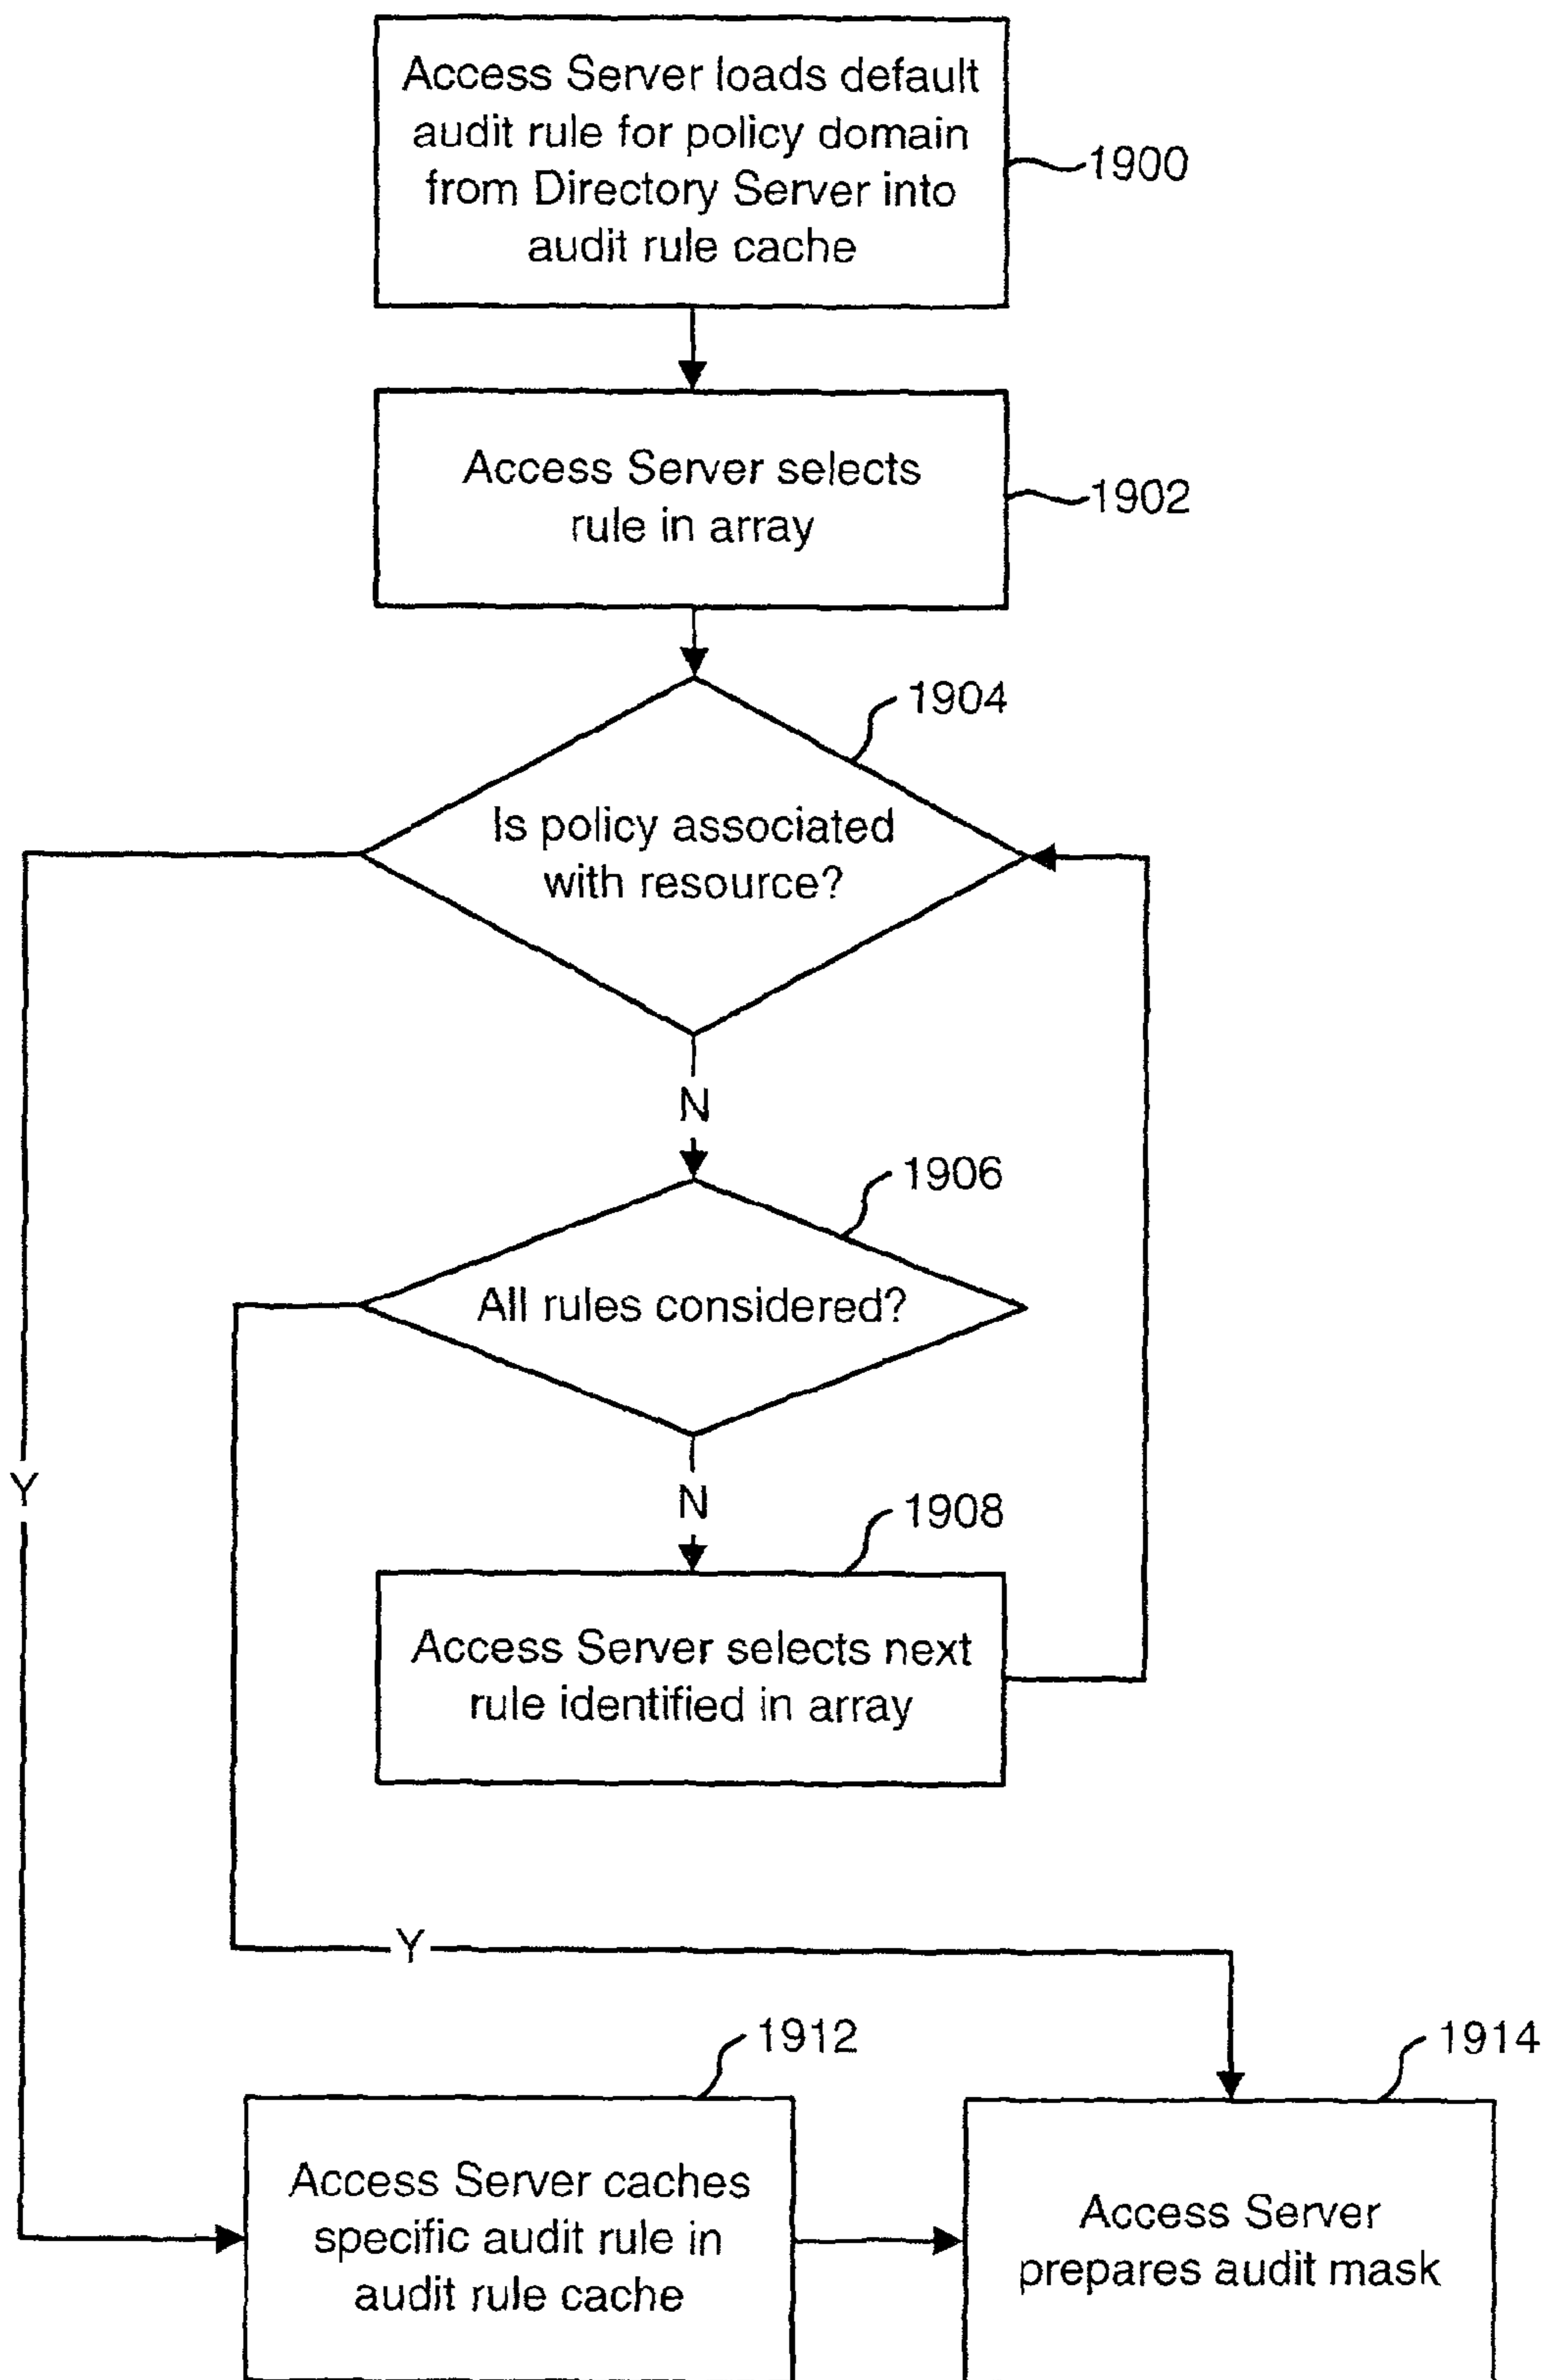 Access Server loads default
audit rule for policy domain
from Directory Server into
audit rule cache
1900
Access Server selects
rule in array
1902
1904
Is policy associated
with resource?
N
1906
All rules considered?
Y
N
1908
Access Server selects next
rule identified in array
Y
1912
1914
Access Server caches
specific audit rule in
audit rule cache
Access Server
prepares audit mask